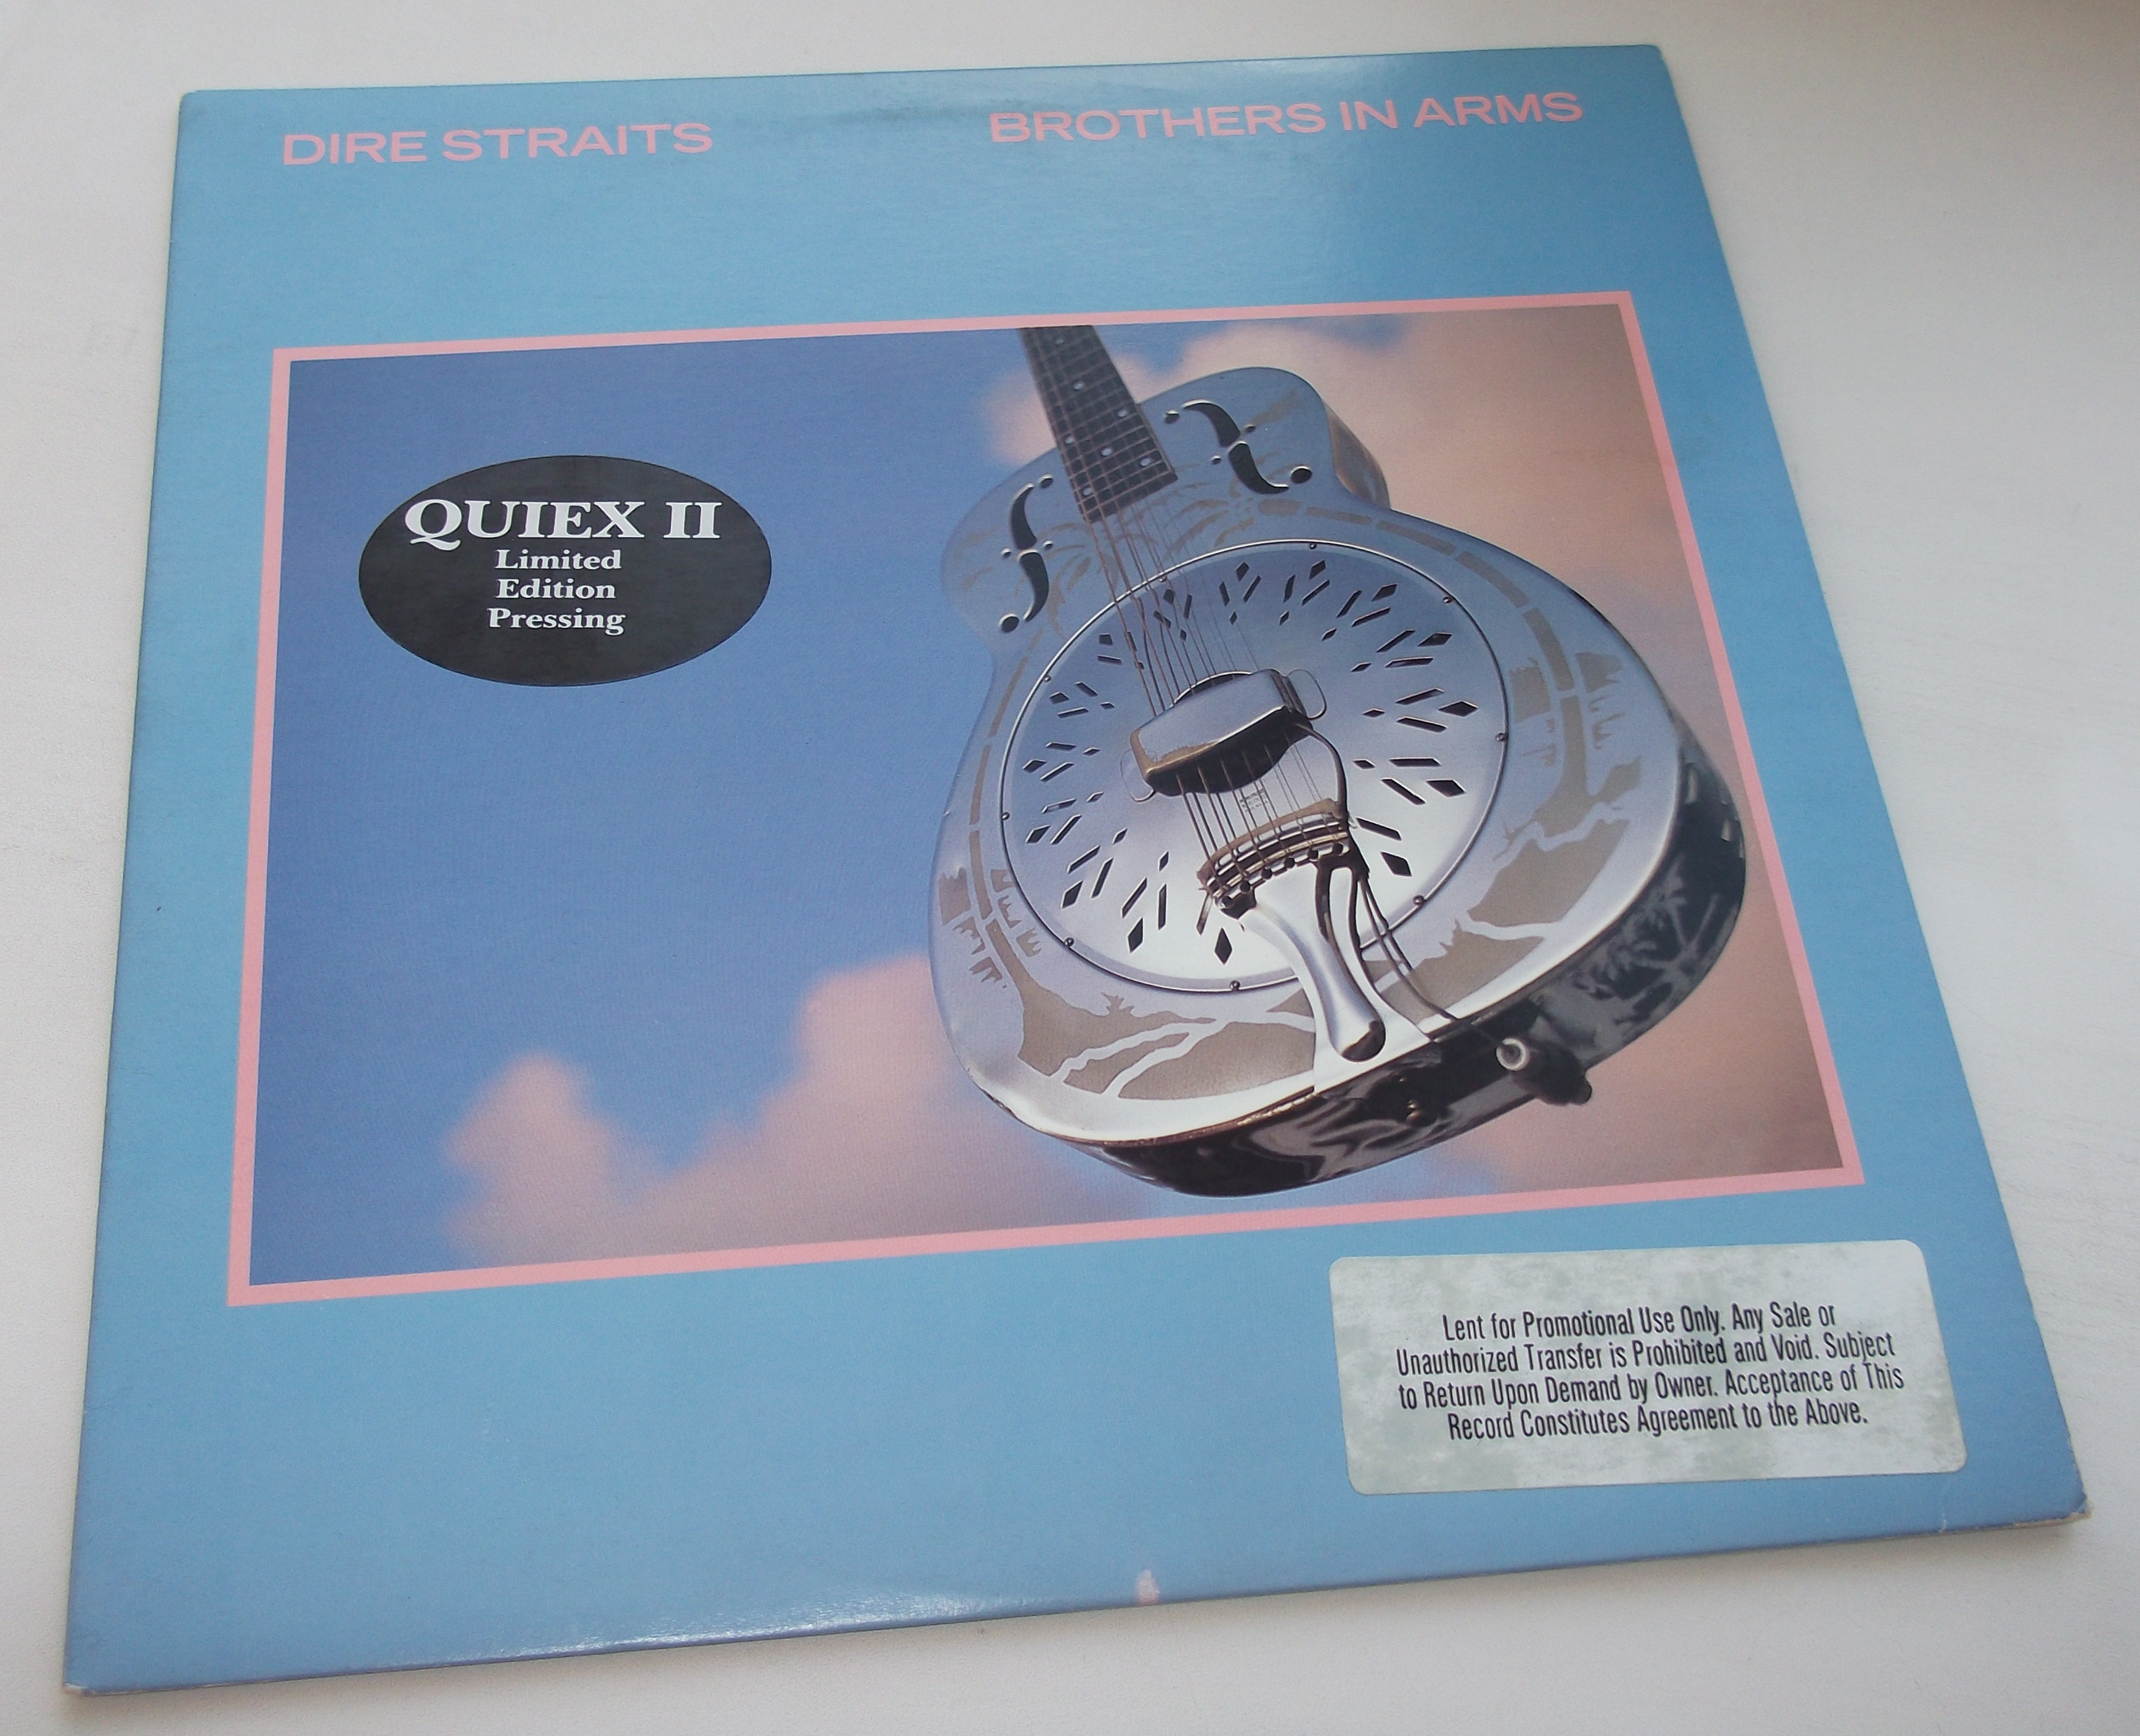 DIRE STRAITS
BROTHERS IN ARMS
QUIEX II
Limited
Edition
Pressing
Lent for Promotional Use Only. Any Sale or
Unauthorized Transfer is Prohibited and Void. Subject
to Return Upon Demand by Owner. Acceptance of This
Record Constitutes Agreement to the Above.